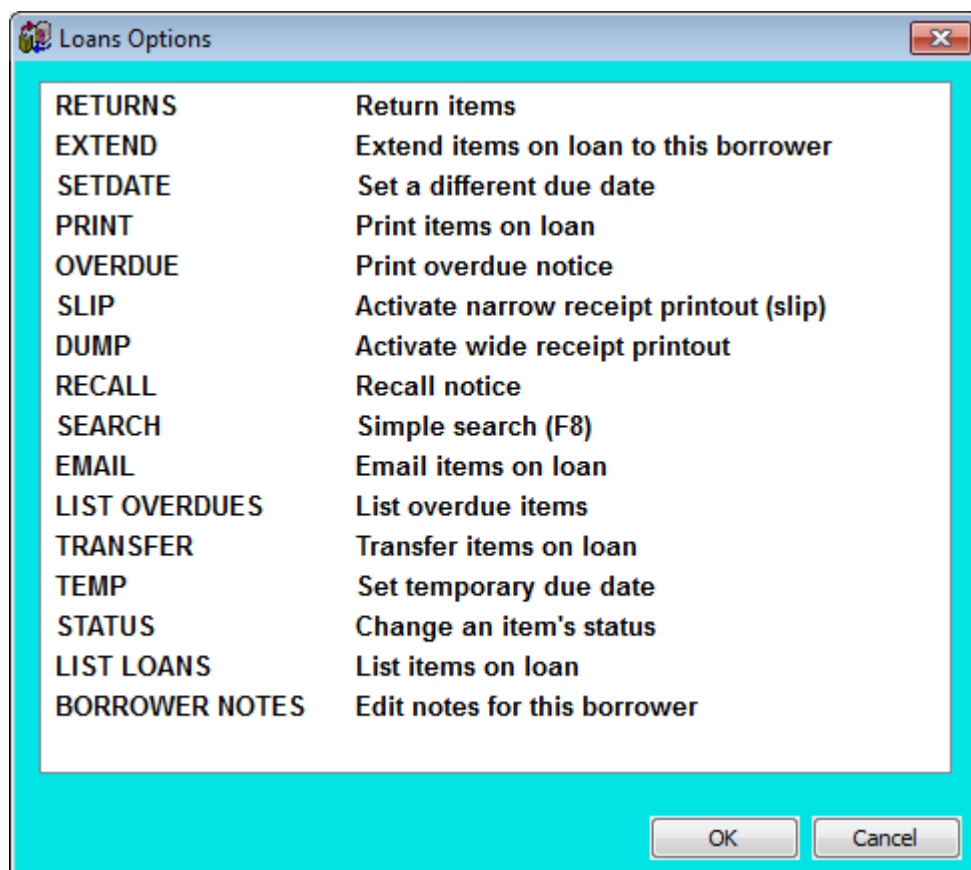 Loans Options
RETURNS Return items
EXTEND Extend items on loan to this borrower
SETDATE Set a different due date
PRINT Print items on loan
OVERDUE Print overdue notice
SLIP Activate narrow receipt printout (slip)
DUMP Activate wide receipt printout
RECALL Recall notice
SEARCH Simple search (F8)
EMAIL Email items on loan
LIST OVERDUES List overdue items
TRANSFER Transfer items on loan
TEMP Set temporary due date
STATUS Change an item's status
LIST LOANS List items on loan
BORROWER NOTES Edit notes for this borrower
OK Cancel